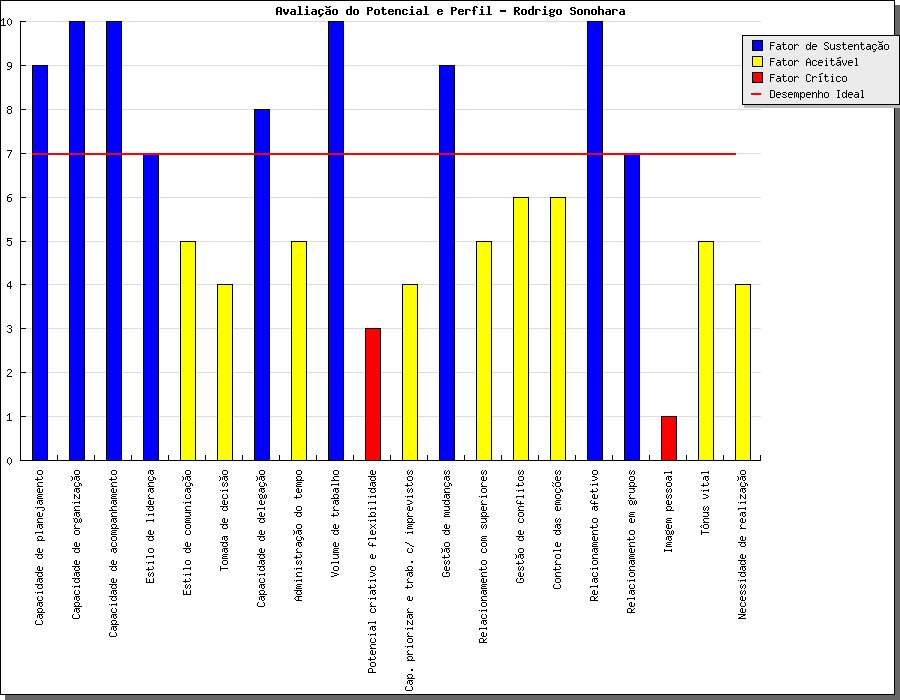 Avaliação do Potencial e Perfil - Rodrigo Sonohara
Fator de Sustentação
Fator Aceitável
Fator Crítico
Desempenho Ideal
10
9
8
7
6
5
4
3
2
1
0
Capacidade de planejamento
Capacidade de organização
Capacidade de acompanhamento
Estilo de liderança
Estilo de comunicação
Tomada de decisão
Capacidade de delegação
Administração do tempo
Volume de trabalho
Potencial criativo e flexibilidade
Cap. priorizar e trab. c/ imprevistos
Gestão de mudanças
Relacionamento com superiores
Gestão de conflitos
Controle das emoções
Relacionamento afetivo
Relacionamento em grupos
Imagem pessoal
Tônus vital
Necessidade de realização